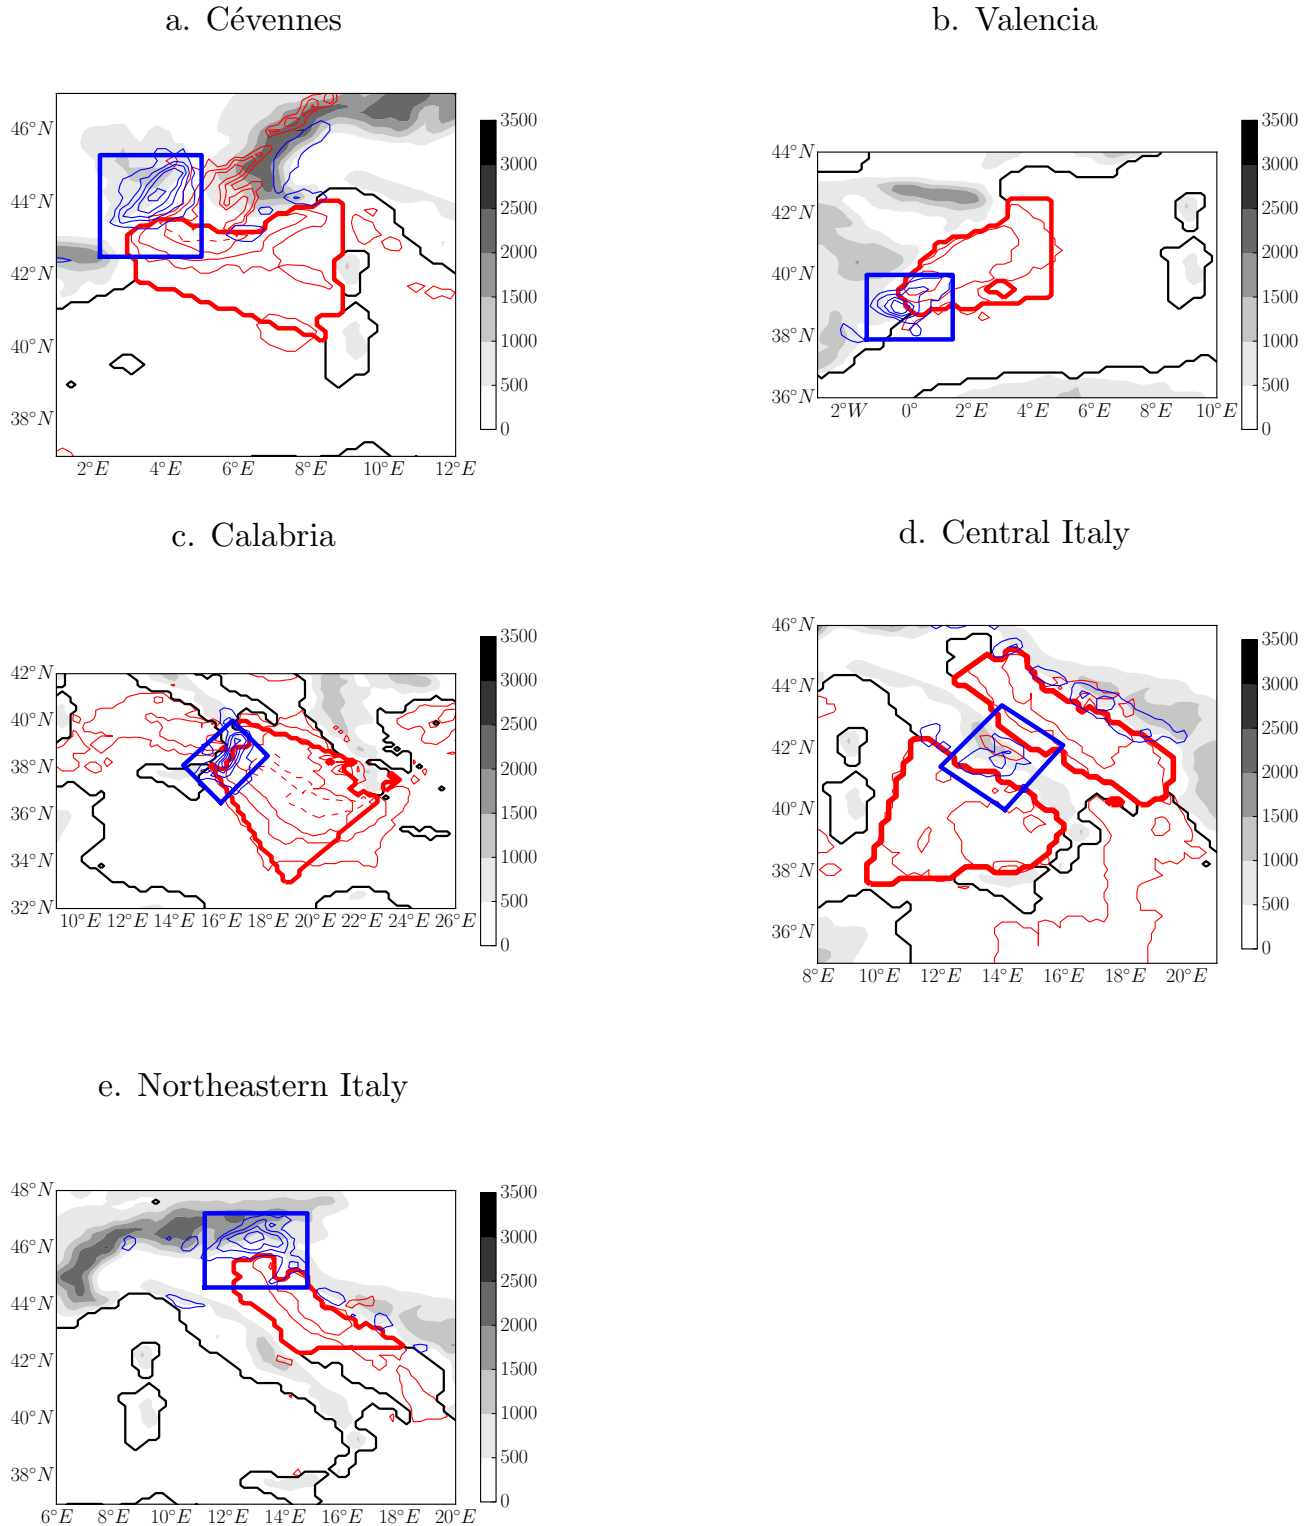 a. Cévennes
46°N
44°N
42°N
40°N
38°N
2°E 4°E 6°E 8°E 10°E 12°E
3500
3000
2500
2000
1500
1000
500
0
b. Valencia
44°N
42°N
40°N
38°N
36°N
2°W 0° 2°E 4°E 6°E 8°E 10°E
3500
3000
2500
2000
1500
1000
500
0
c. Calabria
42°N
40°N
38°N
36°N
34°N
32°N
10°E 12°E 14°E 16°E 18°E 20°E 22°E 24°E 26°E
3500
3000
2500
2000
1500
1000
500
0
d. Central Italy
46°N
44°N
42°N
40°N
38°N
36°N
8°E 10°E 12°E 14°E 16°E 18°E 20°E
3500
3000
2500
2000
1500
1000
500
0
e. Northeastern Italy
48°N
46°N
44°N
42°N
40°N
38°N
6°E 8°E 10°E 12°E 14°E 16°E 18°E 20°E
3500
3000
2500
2000
1500
1000
500
0